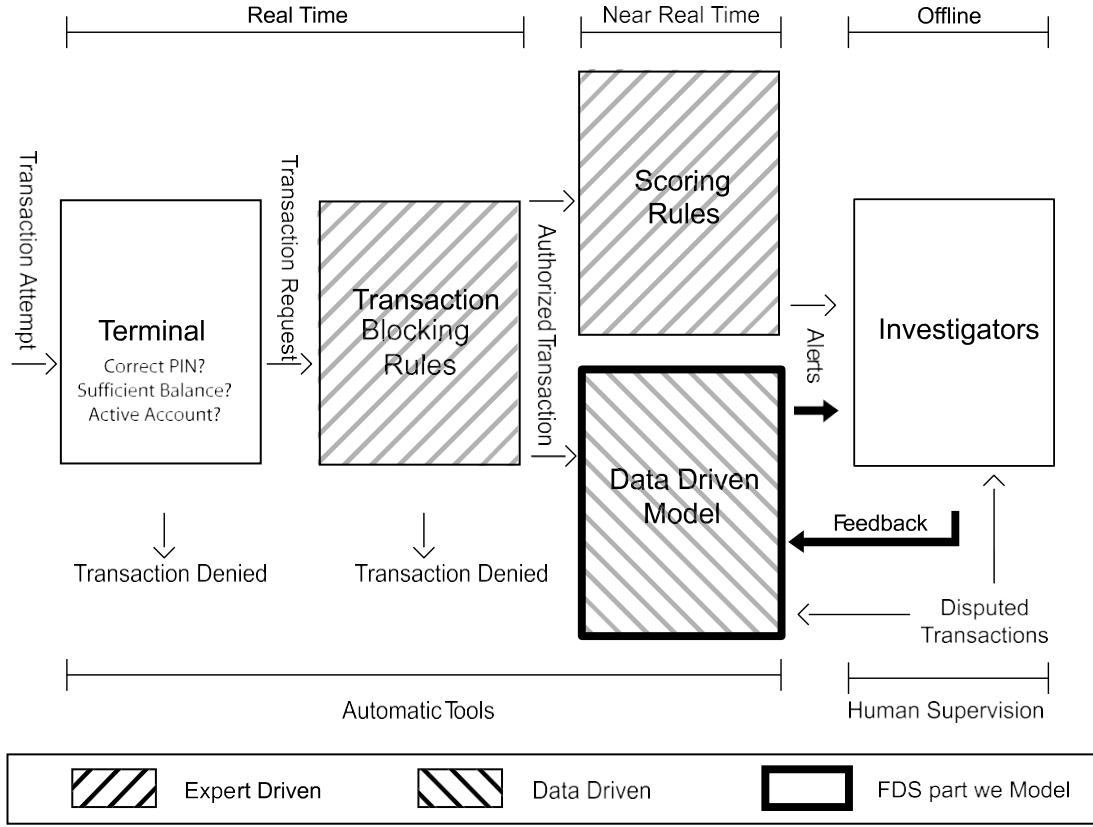 Real Time
Near Real Time
Offline
Transaction Attempt
Terminal
Correct PIN?
Sufficient Balance?
Active Account?
Transaction Denied
Transaction Request
Transaction
Blocking
Rules
Transaction Denied
Authorized Transaction
Scoring
Rules
Data Driven
Model
Alerts
Investigators
Feedback
Disputed
Transactions
Automatic Tools
Human Supervision
Expert Driven
Data Driven
FDS part we Model